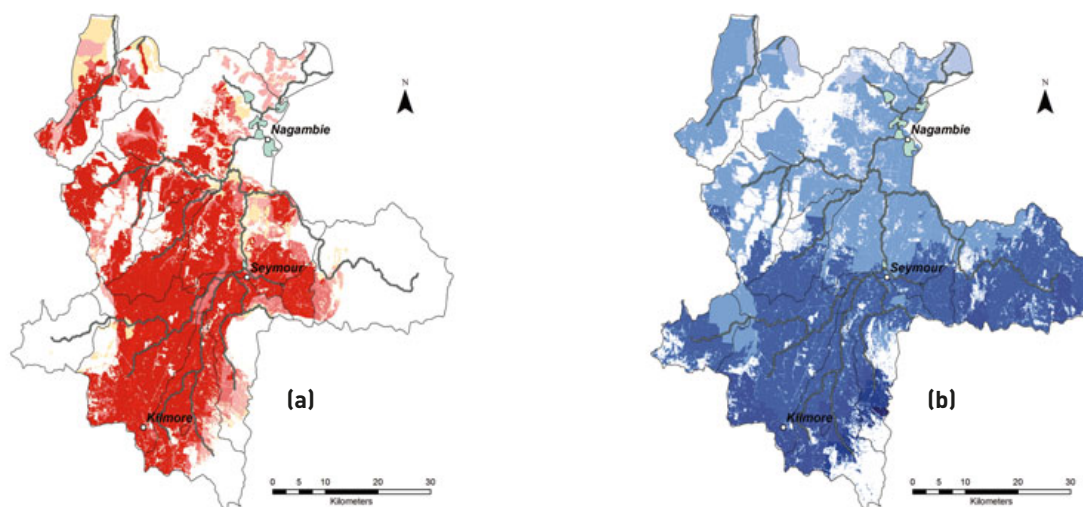 N
Nagambie
Seymour
(a)
Kilmore
0 5 10 20 30
Kilometers
N
Nagambie
Seymour
(b)
Kilmore
0 5 10 20 30
Kilometers